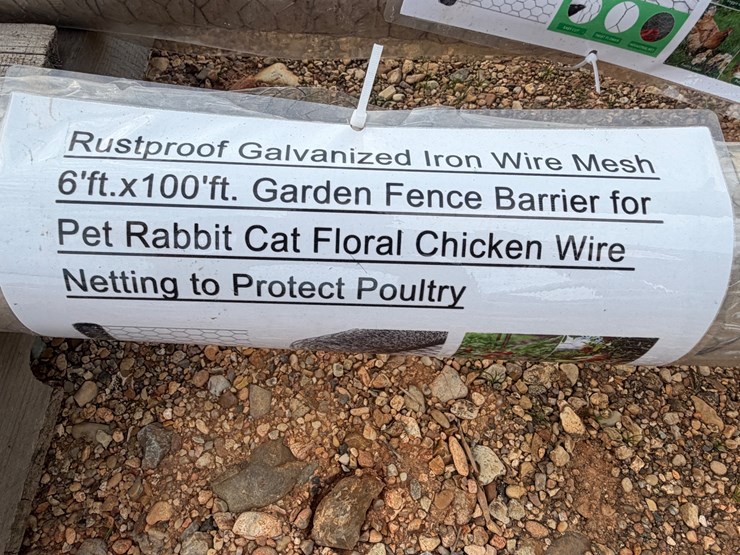 Rustproof Galvanized Iron Wire Mesh
6'ft.x100'ft. Garden Fence Barrier for
Pet Rabbit Cat Floral Chicken Wire
Netting to Protect Poultry